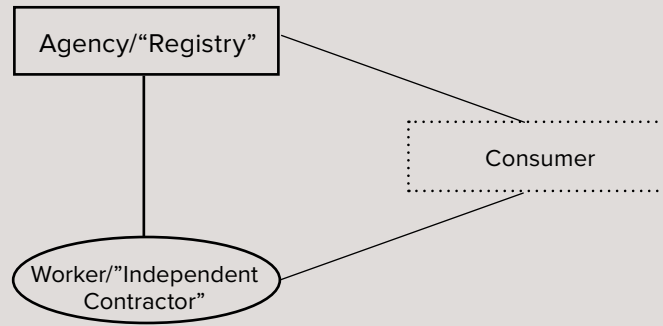 Agency/“Registry”
Consumer
Worker/”Independent
Contractor”